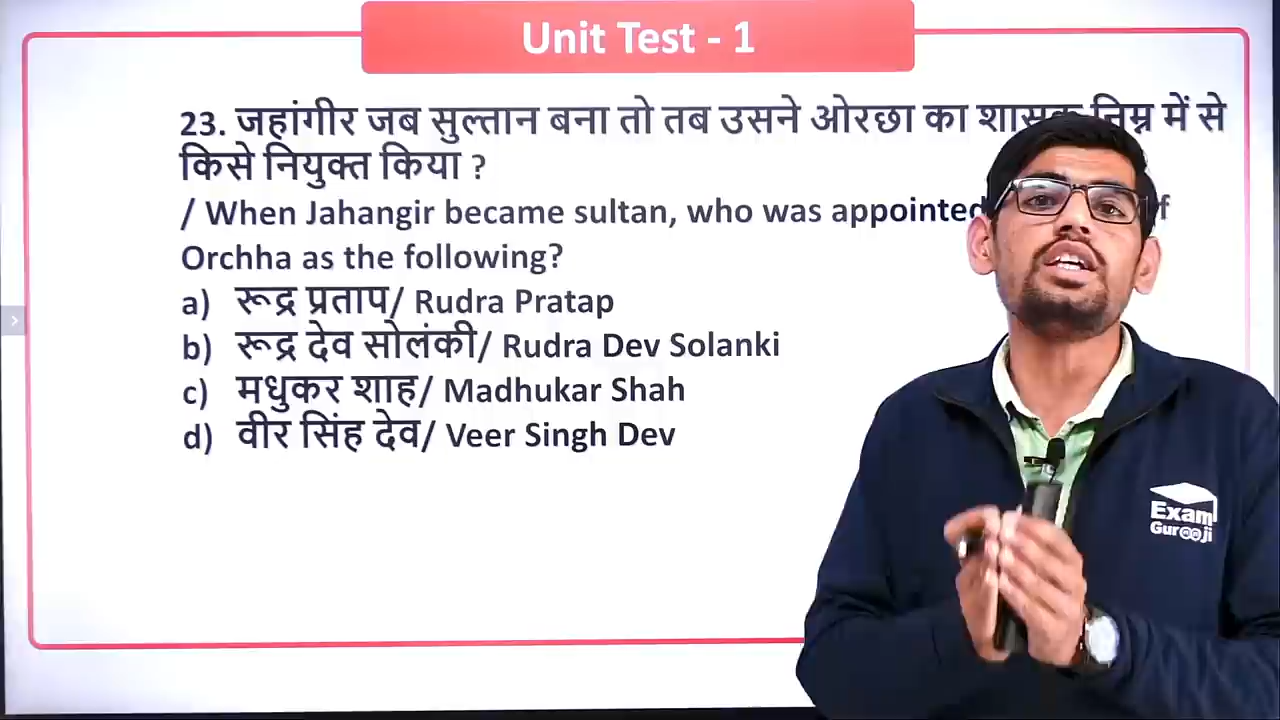 Unit Test - 1
23. जहांगीर जब सुल्तान बना तो तब उसने ओरछा का शासक निम्न में से
किसे नियुक्त किया ?
/ When Jahangir became sultan, who was appointed
Orchha as the following?
a) रूद्र प्रताप/ Rudra Pratap
b) रूद्र देव सोलंकी/ Rudra Dev Solanki
c) मधुकर शाह/ Madhukar Shah
d) वीर सिंह देव/ Veer Singh Dev
Exam
Gurooji